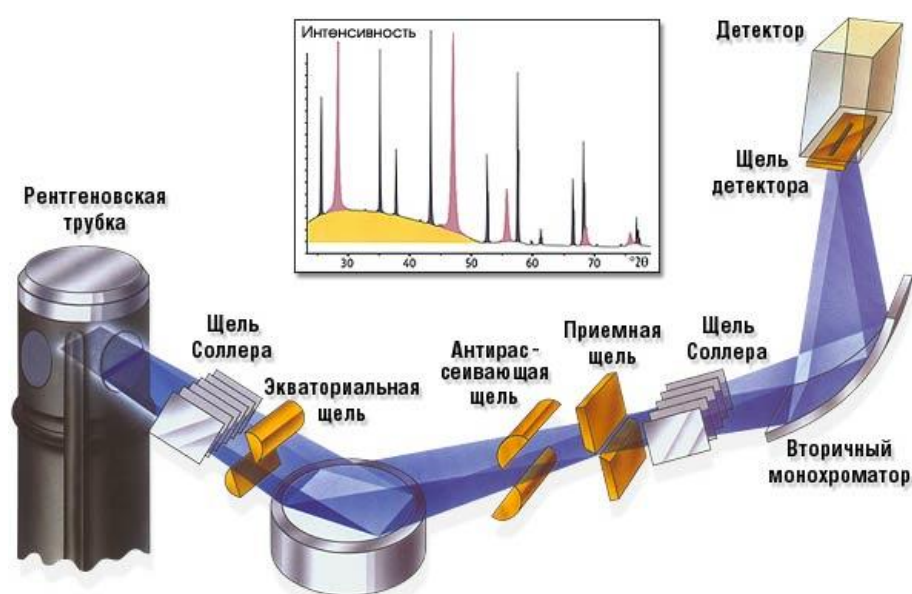 Интенсивность
30 40 50 60 70 °2θ
Детектор
Щель
детектора
Рентгеновская
трубка
Щель
Соллера
Экваториальная
щель
Антирас-
сеивающая
щель
Приемная
щель
Щель
Соллера
Вторичный
монохроматор